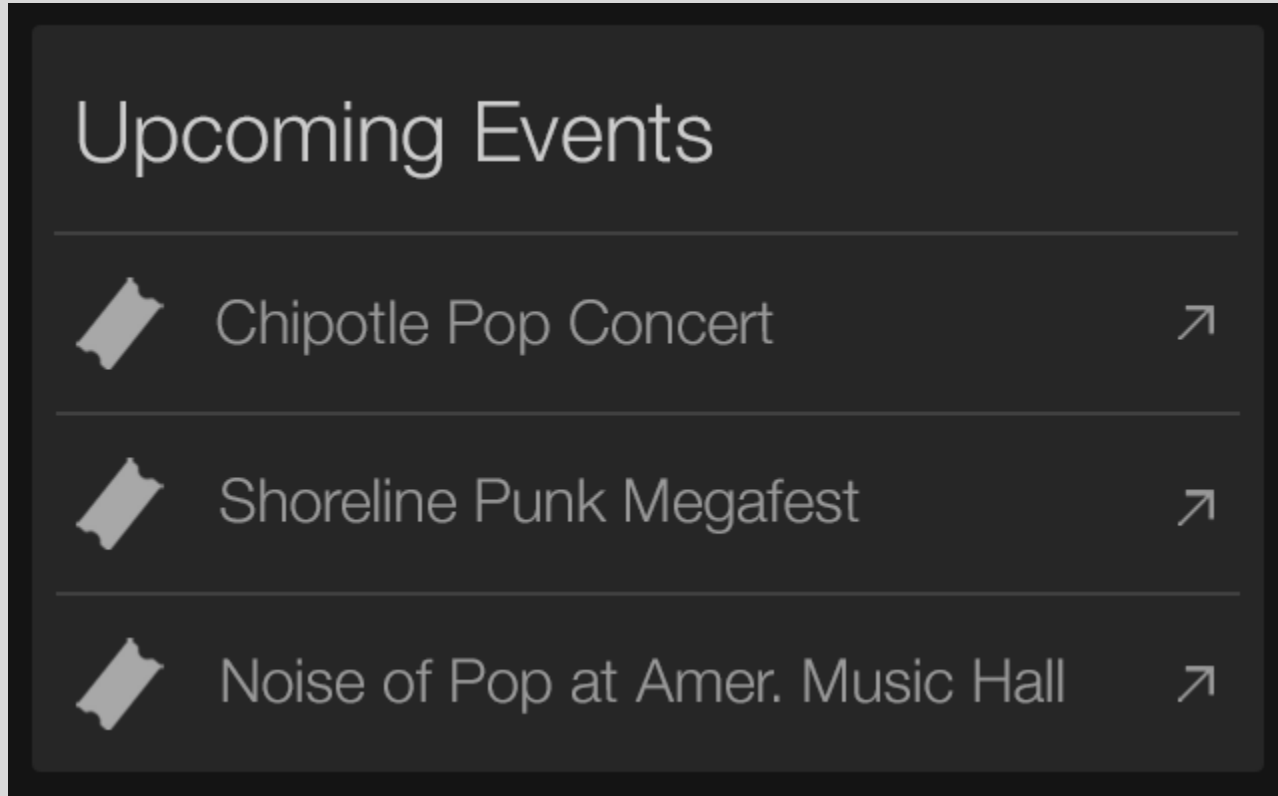 Upcoming Events
Chipotle Pop Concert
Shoreline Punk Megafest
Noise of Pop at Amer. Music Hall